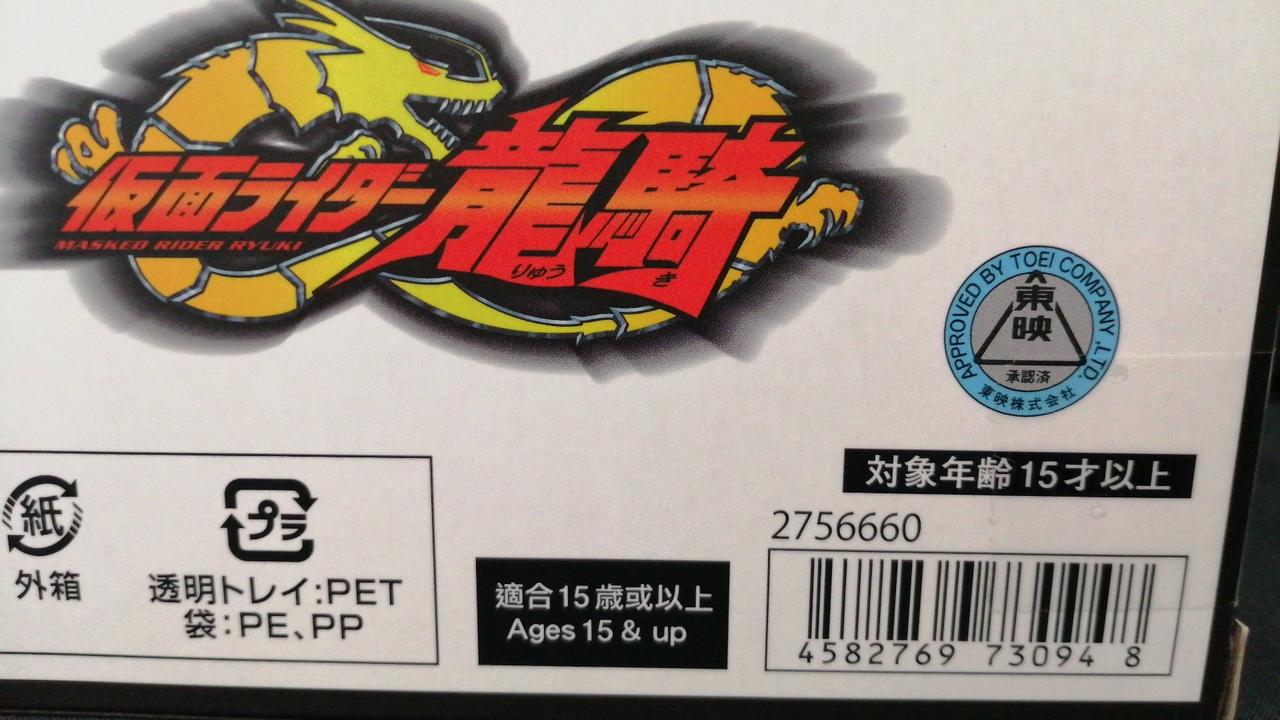 仮面ライダー龍騎
MASKED RIDER RYUKI
りゅう き
APPROVED BY TOEI COMPANY ,LTD.
東映
承認済
東映株式会社
対象年齢15才以上
2756660
紙
プラ
外箱
透明トレイ:PET
袋:PE、PP
適合15歳或以上
Ages 15 & up
4582769 73094 8